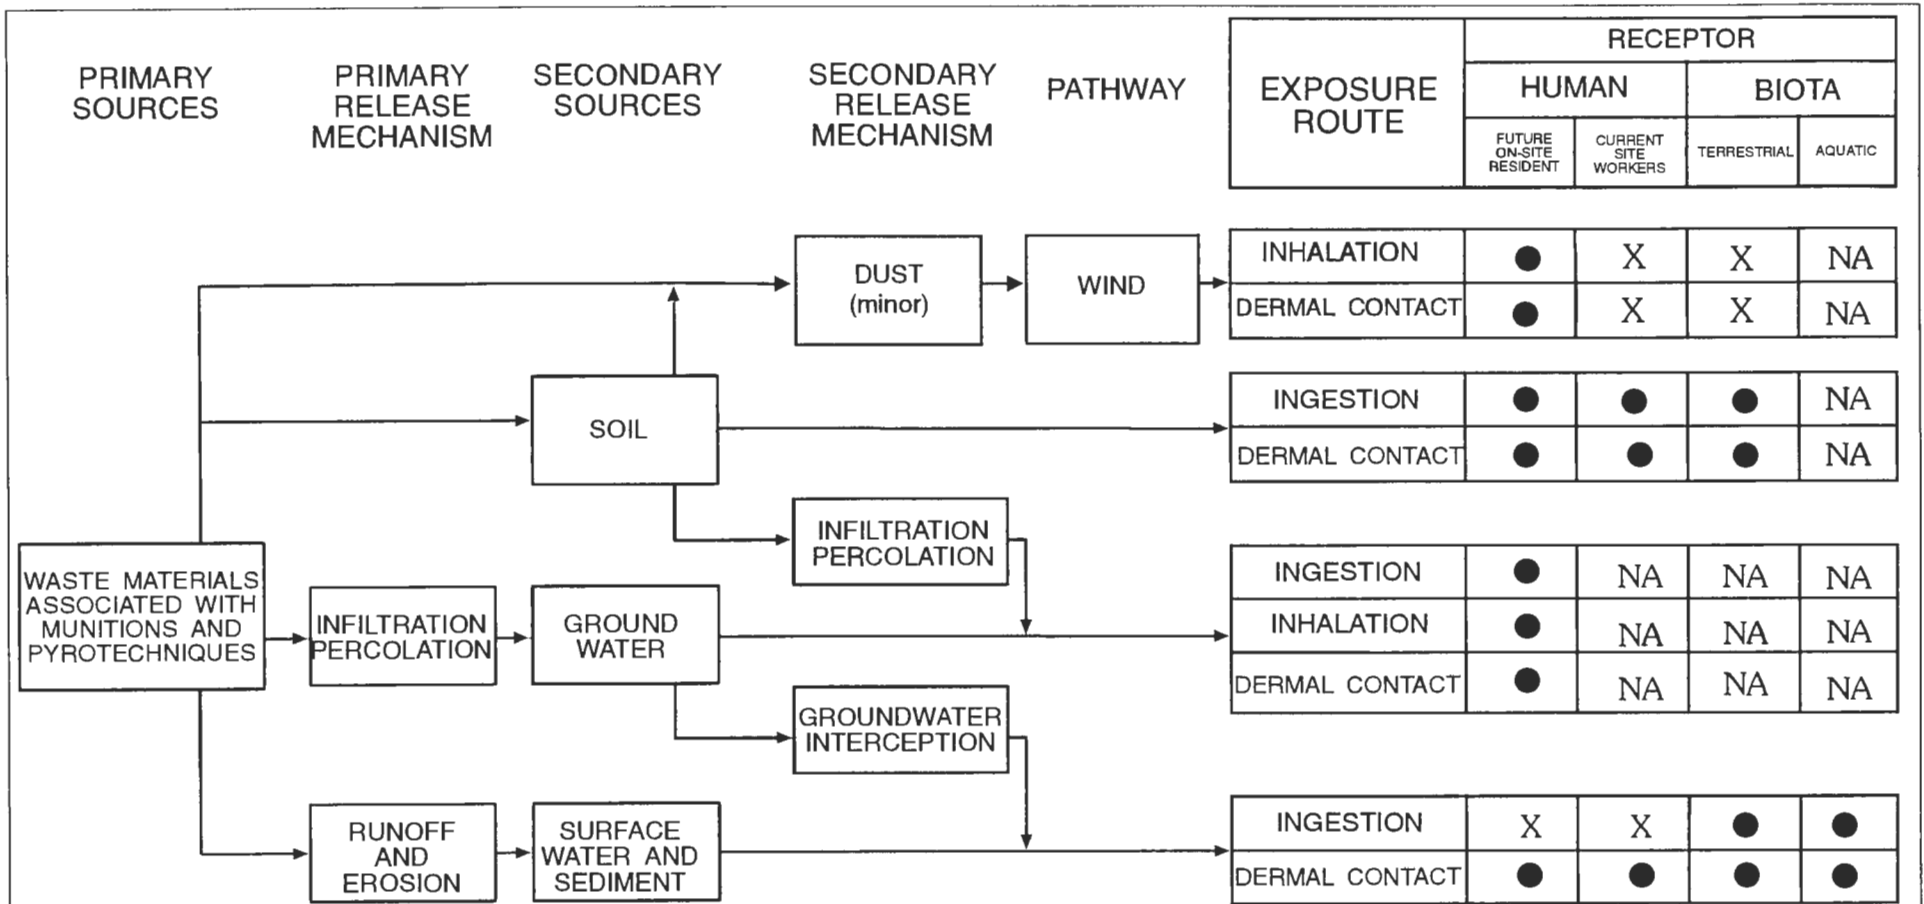 PRIMARY
SOURCES
PRIMARY
RELEASE
MECHANISM
SECONDARY
SOURCES
SECONDARY
RELEASE
MECHANISM
PATHWAY
EXPOSURE
ROUTE
RECEPTOR
HUMAN
BIOTA
FUTURE
ON-SITE
RESIDENT
CURRENT
SITE
WORKERS
TERRESTRIAL
AQUATIC
DUST
(minor)
WIND
INHALATION ● X X NA
DERMAL CONTACT ● X X NA
SOIL
INGESTION ● ● ● NA
DERMAL CONTACT ● ● ● NA
INFILTRATION
PERCOLATION
WASTE MATERIALS
ASSOCIATED WITH
MUNITIONS AND
PYROTECHNIQUES
INFILTRATION
PERCOLATION
GROUND
WATER
INGESTION ● NA NA NA
INHALATION ● NA NA NA
DERMAL CONTACT ● NA NA NA
GROUNDWATER
INTERCEPTION
RUNOFF
AND
EROSION
SURFACE
WATER AND
SEDIMENT
INGESTION X X ● ●
DERMAL CONTACT ● ● ● ●